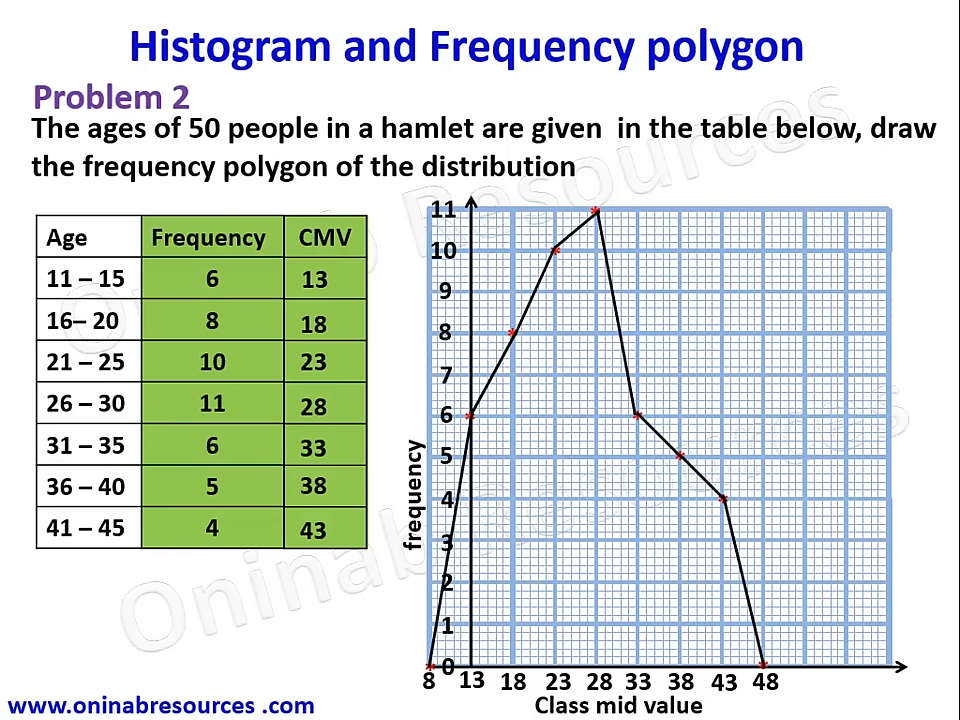 Histogram and Frequency polygon
Problem 2
The ages of 50 people in a hamlet are given in the table below, draw
the frequency polygon of the distribution
Age Frequency CMV
11 – 15 6 13
16– 20 8 18
21 – 25 10 23
26 – 30 11 28
31 – 35 6 33
36 – 40 5 38
41 – 45 4 43
11
10
9
8
7
6
5
4
3
2
1
0
frequency
8 13 18 23 28 33 38 43 48
Class mid value
www.oninabresources .com
Oninab Resources
Oninab Resources